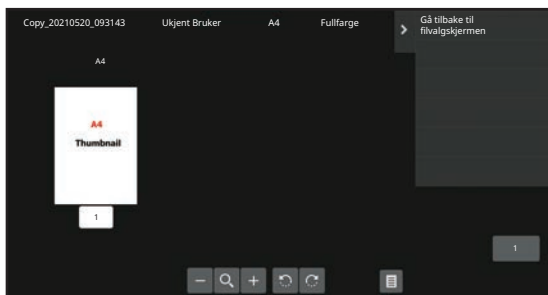 Copy_20210520_093143 Ukjent Bruker A4 Fullfarge Gå tilbake til
filvalgskjermen
A4
A4
Thumbnail
1
1